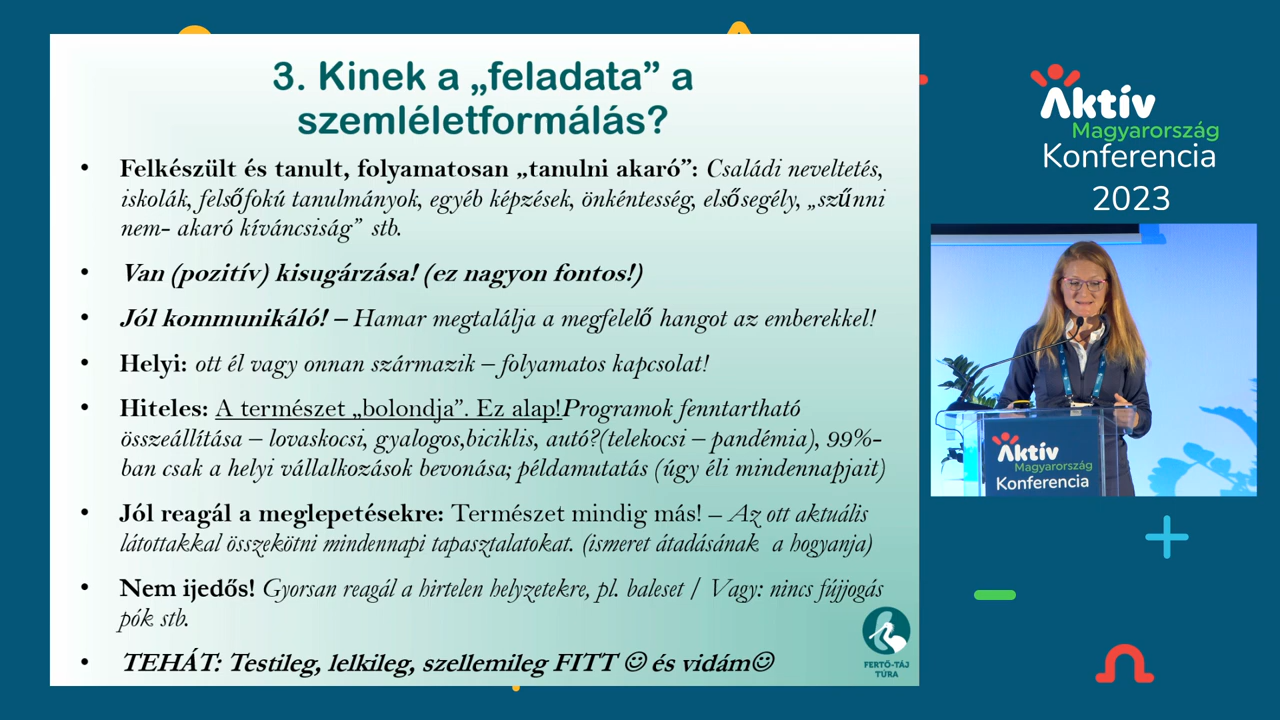 3. Kinek a „feladata” a
szemléletformálás?
• Felkészült és tanult, folyamatosan „tanulni akaró”: Családi neveltetés,
iskolák, felsőfokú tanulmányok, egyéb képzések, önkéntesség, elsősegély, „szűnni
nem- akaró kíváncsiság” stb.
• Van (pozitív) kisugárzása! (ez nagyon fontos!)
• Jól kommunikáló! – Hamar megtalálja a megfelelő hangot az emberekkel!
• Helyi: ott él vagy onnan származik – folyamatos kapcsolat!
• Hiteles: A természet „bolondja”. Ez alap!Programok fenntartható
összeállítása – lovaskocsi, gyalogos,biciklis, autó?(telekocsi – pandémia), 99%-
ban csak a helyi vállalkozások bevonása; példamutatás (úgy éli mindennapjait)
• Jól reagál a meglepetésekre: Természet mindig más! – Az ott aktuális
látottakkal összekötni mindennapi tapasztalatokat. (ismeret átadásának a hogyanja)
• Nem ijedős! Gyorsan reagál a hirtelen helyzetekre, pl. baleset / Vagy: nincs fújjogás
pók stb.
• TEHÁT: Testileg, lelkileg, szellemileg FITT ☺ és vidám☺
FERTŐ-TÁJ
TÚRA
Aktív
Magyarország
Konferencia
2023
Aktív
Magyarország
Konferencia